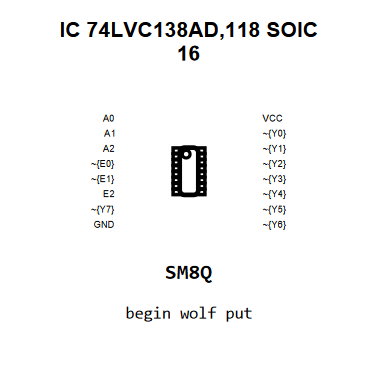 IC 74LVC138AD,118 SOIC
16
A0 VCC
A1 ~{Y0}
A2 ~{Y1}
~{E0} ~{Y2}
~{E1} ~{Y3}
E2 ~{Y4}
~{Y7} ~{Y5}
GND ~{Y6}
SM8Q
begin wolf put